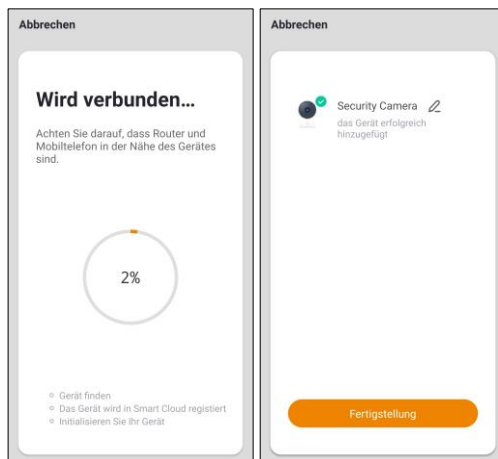 Abbrechen
Wird verbunden...
Achten Sie darauf, dass Router und
Mobiltelefon in der Nähe des Gerätes
sind.
2%
Gerät finden
Das Gerät wird in Smart Cloud registiert
Initialisieren Sie Ihr Gerät
Abbrechen
Security Camera
das Gerät erfolgreich
hinzugefügt
Fertigstellung